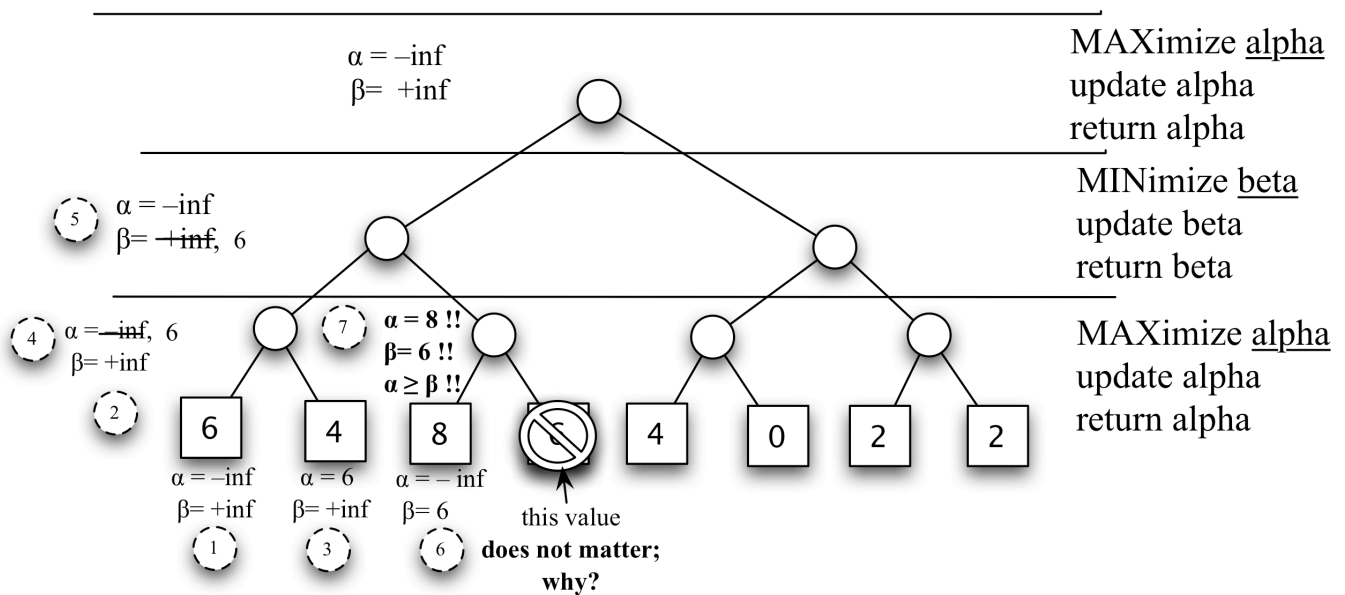 α = –inf
β= +inf
MAXimize alpha
update alpha
return alpha
5
α = –inf
β= +inf, 6
MINimize beta
update beta
return beta
4
α = –inf, 6
β= +inf
7
α = 8 !!
β= 6 !!
α ≥ β !!
MAXimize alpha
update alpha
return alpha
2
6
4
8
4
0
2
2
α = –inf
β= +inf
1
α = 6
β= +inf
3
α = – inf
β= 6
6
this value
does not matter;
why?